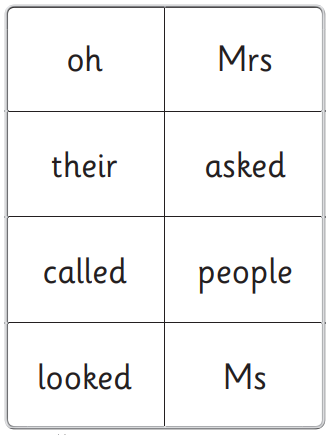 oh Mrs
their asked
called people
looked Ms